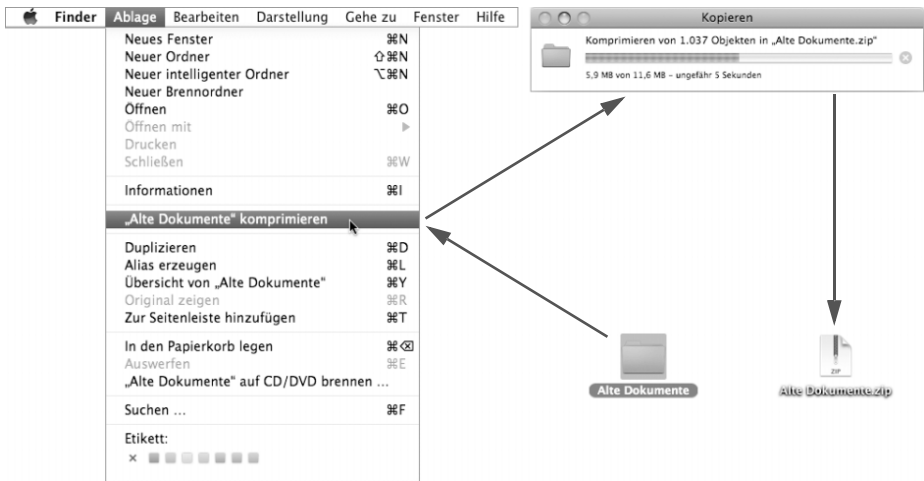 Finder Ablage Bearbeiten Darstellung Gehe zu Fenster Hilfe
Neues Fenster ⌘N
Neuer Ordner ⇧⌘N
Neuer intelligenter Ordner ⌥⌘N
Neuer Brennordner
Öffnen ⌘O
Öffnen mit ▶
Drucken
Schließen ⌘W
Informationen ⌘I
„Alte Dokumente“ komprimieren
Duplizieren ⌘D
Alias erzeugen ⌘L
Übersicht von „Alte Dokumente“ ⌘Y
Original zeigen ⌘R
Zur Seitenleiste hinzufügen ⌘T
In den Papierkorb legen ⌘⌫
Auswerfen ⌘E
„Alte Dokumente“ auf CD/DVD brennen ...
Suchen ... ⌘F
Etikett:
×
Kopieren
Komprimieren von 1.037 Objekten in „Alte Dokumente.zip“
5,9 MB von 11,6 MB – ungefähr 5 Sekunden
Alte Dokumente
ZIP
Alte Dokumente.zip